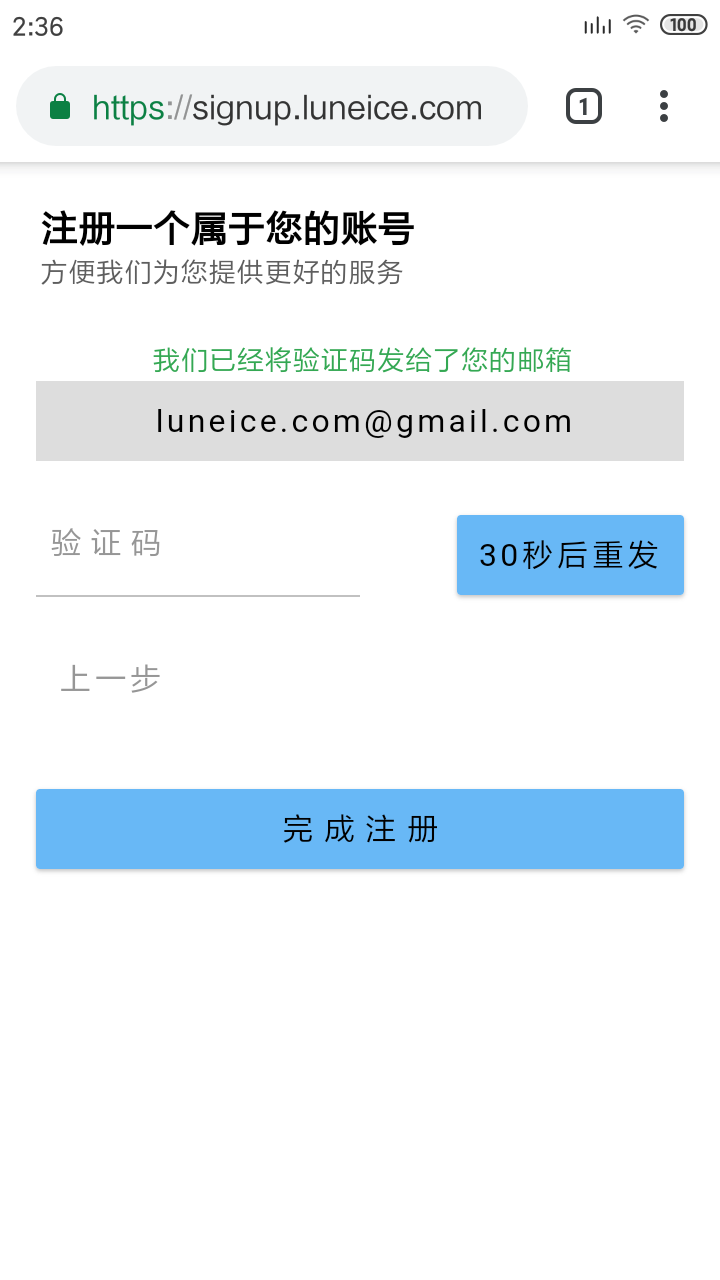 2:36
100
https://signup.luneice.com
1
注册一个属于您的账号
方便我们为您提供更好的服务
我们已经将验证码发给了您的邮箱
luneice.com@gmail.com
验证码
30秒后重发
上一步
完成注册